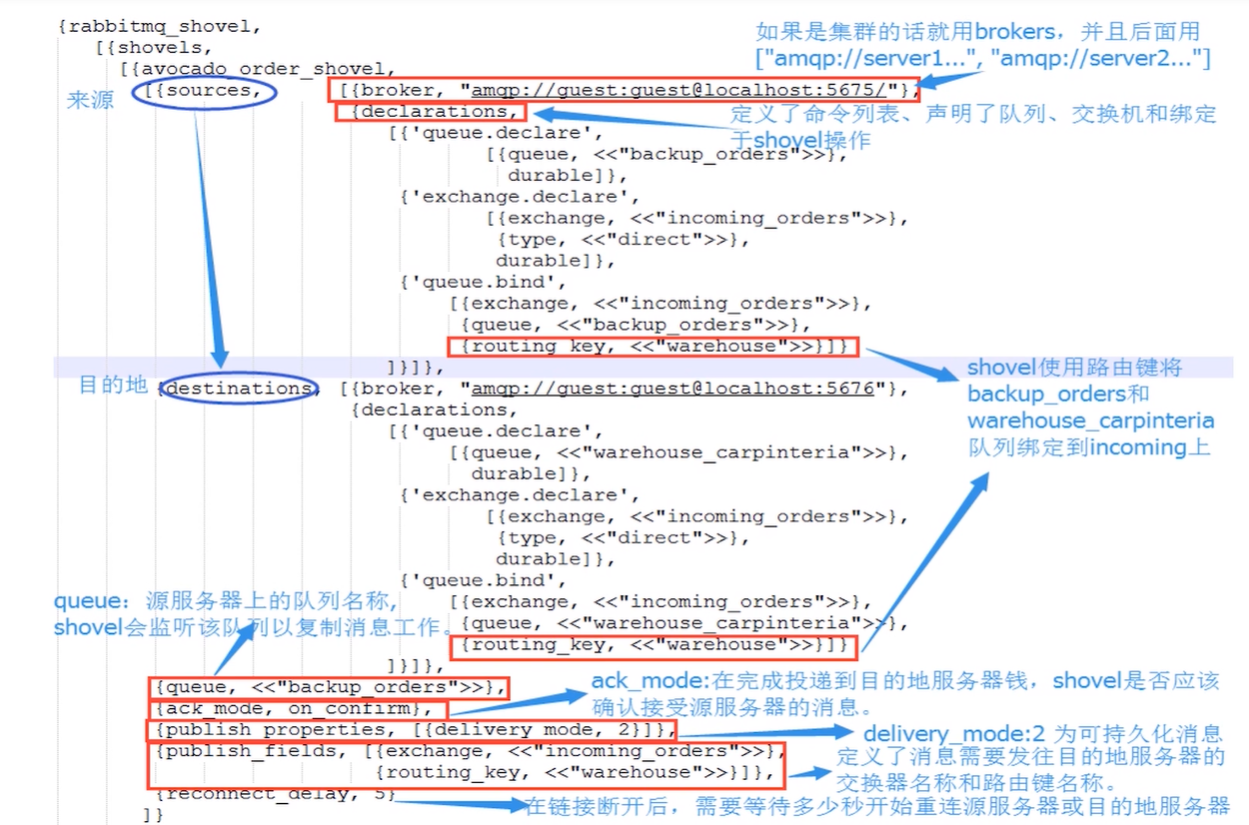 {rabbitmq_shovel,
如果是集群的话就用brokers，并且后面用
[{shovels,
["amqp://server1...", "amqp://server2..."]
[{avocado_order_shovel,
来源
[{sources, [{broker, "amqp://guest:guest@localhost:5675/"},
{declarations,
定义了命令列表、声明了队列、交换机和绑定
于shovel操作
[{'queue.declare',
[{queue, <<"backup_orders">>},
durable]},
{'exchange.declare',
[{exchange, <<"incoming_orders">>},
{type, <<"direct">>},
durable]},
{'queue.bind',
[{exchange, <<"incoming_orders">>},
{queue, <<"backup_orders">>},
{routing_key, <<"warehouse">>}]}
]}]},
shovel使用路由键将
backup_orders和
warehouse_carpinteria
队列绑定到incoming上
目的地
{destinations, [{broker, "amqp://guest:guest@localhost:5676"},
{declarations,
[{'queue.declare',
[{queue, <<"warehouse_carpinteria">>},
durable]},
{'exchange.declare',
[{exchange, <<"incoming_orders">>},
{type, <<"direct">>},
durable]},
{'queue.bind',
[{exchange, <<"incoming_orders">>},
{queue, <<"warehouse_carpinteria">>},
{routing_key, <<"warehouse">>}]}
]}]},
queue：源服务器上的队列名称,
shovel会监听该队列以复制消息工作。
{queue, <<"backup_orders">>},
{ack_mode, on_confirm},
ack_mode:在完成投递到目的地服务器钱，shovel是否应该
确认接受源服务器的消息。
{publish_properties, [{delivery_mode, 2}]},
delivery_mode:2 为可持久化消息
{publish_fields, [{exchange, <<"incoming_orders">>},
{routing_key, <<"warehouse">>}]},
定义了消息需要发往目的地服务器的
交换器名称和路由键名称。
{reconnect_delay, 5}
在链接断开后，需要等待多少秒开始重连源服务器或目的地服务器
]}